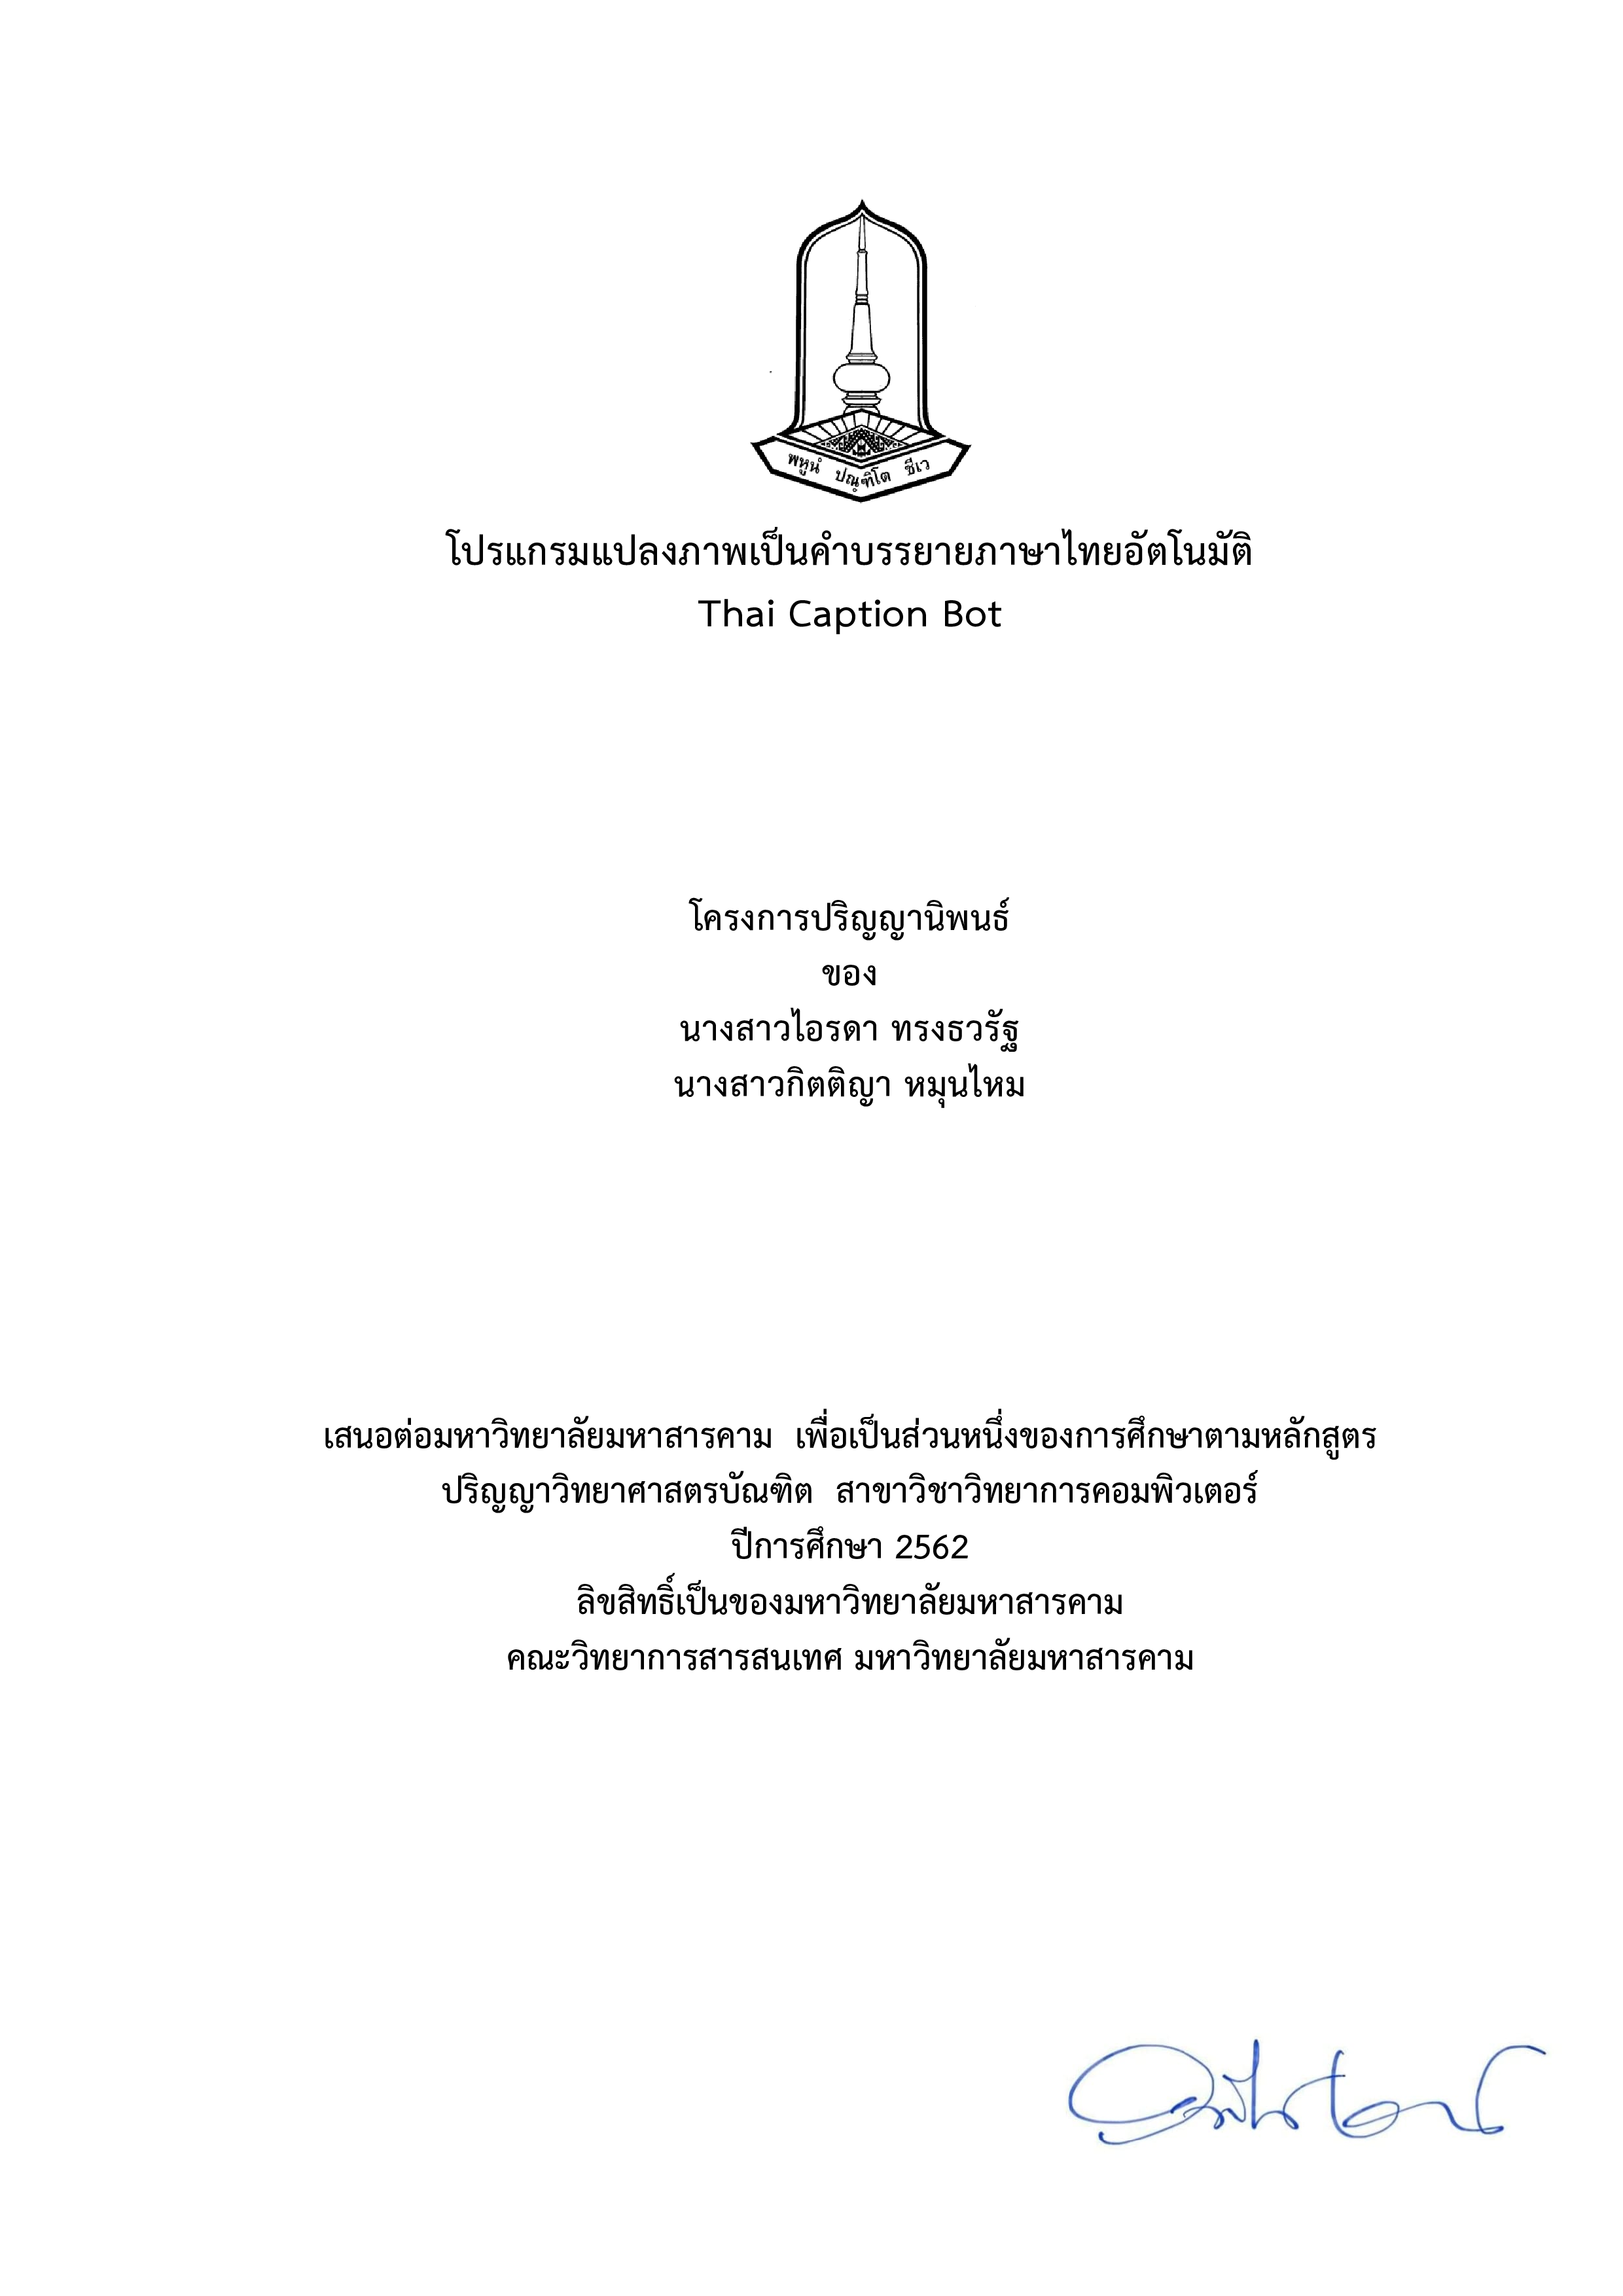 พหูนํ ปณฺฑิโต ชีเว
โปรแกรมแปลงภาพเป็นคำบรรยายภาษาไทยอัตโนมัติ
Thai Caption Bot
โครงการปริญญานิพนธ์
ของ
นางสาวไอรดา ทรงธวรัฐ
นางสาวกิตติญา หมุนไหม
เสนอต่อมหาวิทยาลัยมหาสารคาม เพื่อเป็นส่วนหนึ่งของการศึกษาตามหลักสูตร
ปริญญาวิทยาศาสตรบัณฑิต สาขาวิชาวิทยาการคอมพิวเตอร์
ปีการศึกษา 2562
ลิขสิทธิ์เป็นของมหาวิทยาลัยมหาสารคาม
คณะวิทยาการสารสนเทศ มหาวิทยาลัยมหาสารคาม